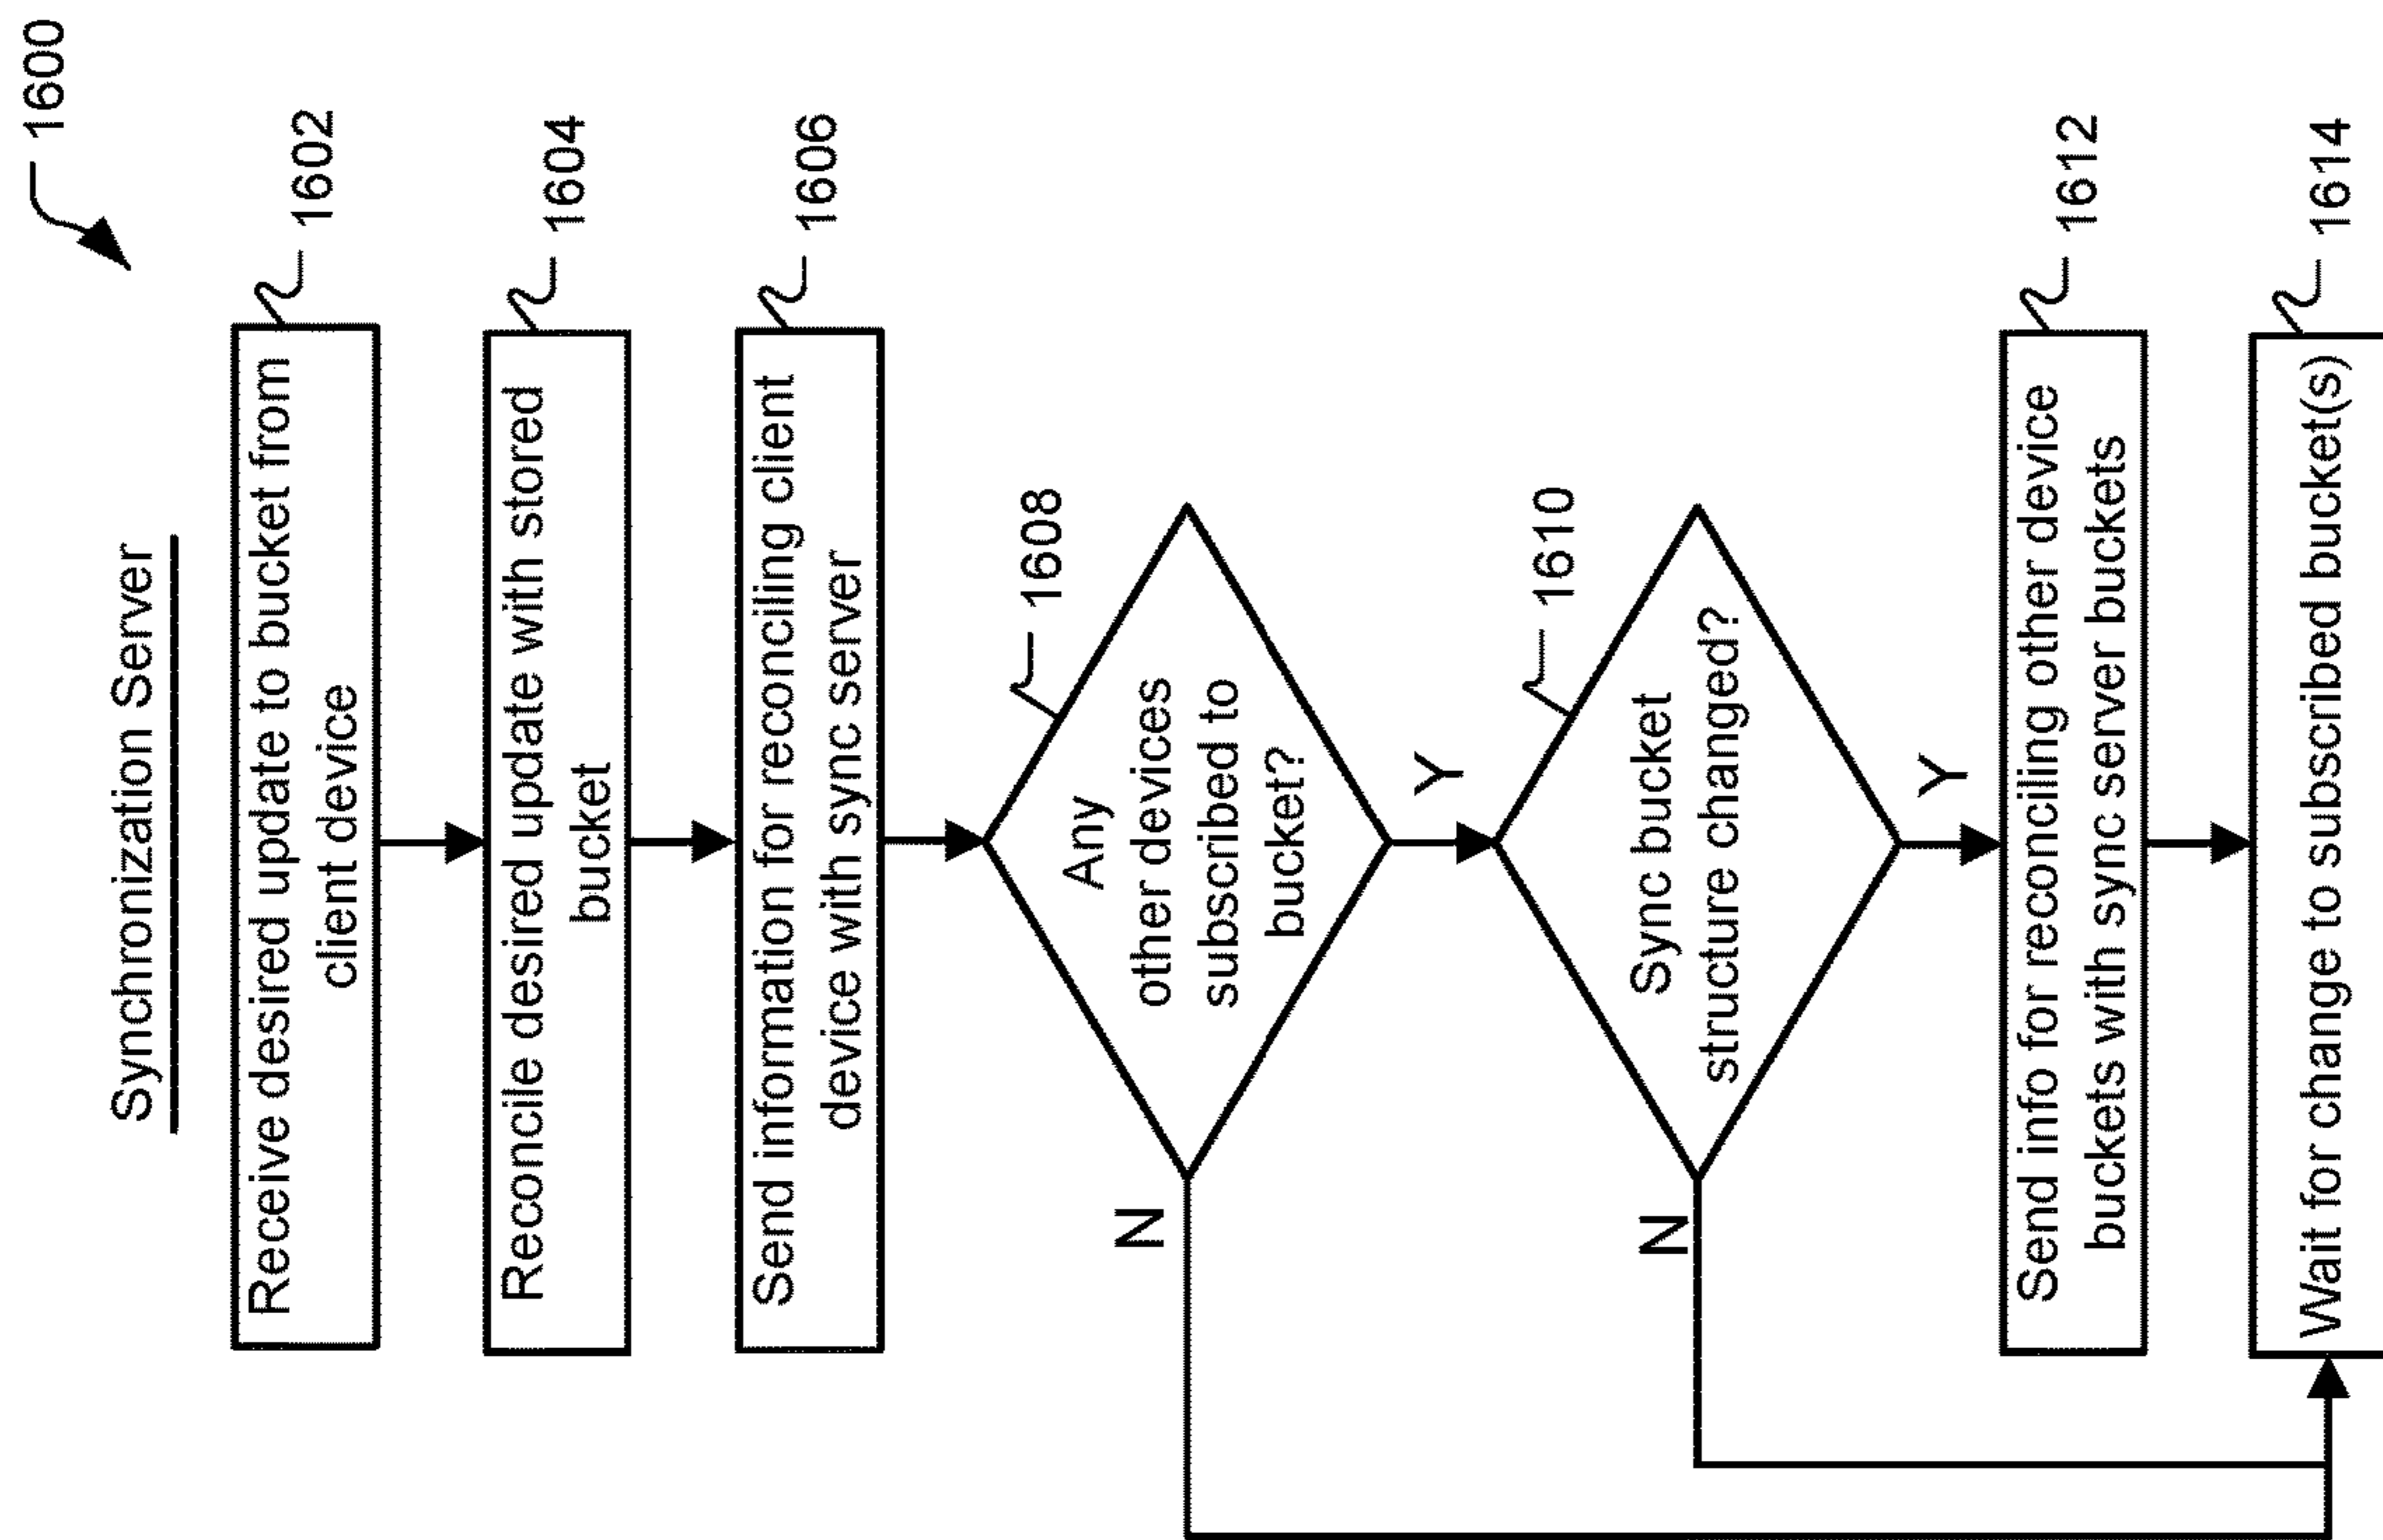 1600
Synchronization Server
Receive desired update to bucket from
client device
1602
Reconcile desired update with stored
bucket
1604
Send information for reconciling client
device with sync server
1606
Any
other devices
subscribed to
bucket?
1608
N
Y
Sync bucket
structure changed?
1610
N
Y
Send info for reconciling other device
buckets with sync server buckets
1612
Wait for change to subscribed bucket(s)
1614